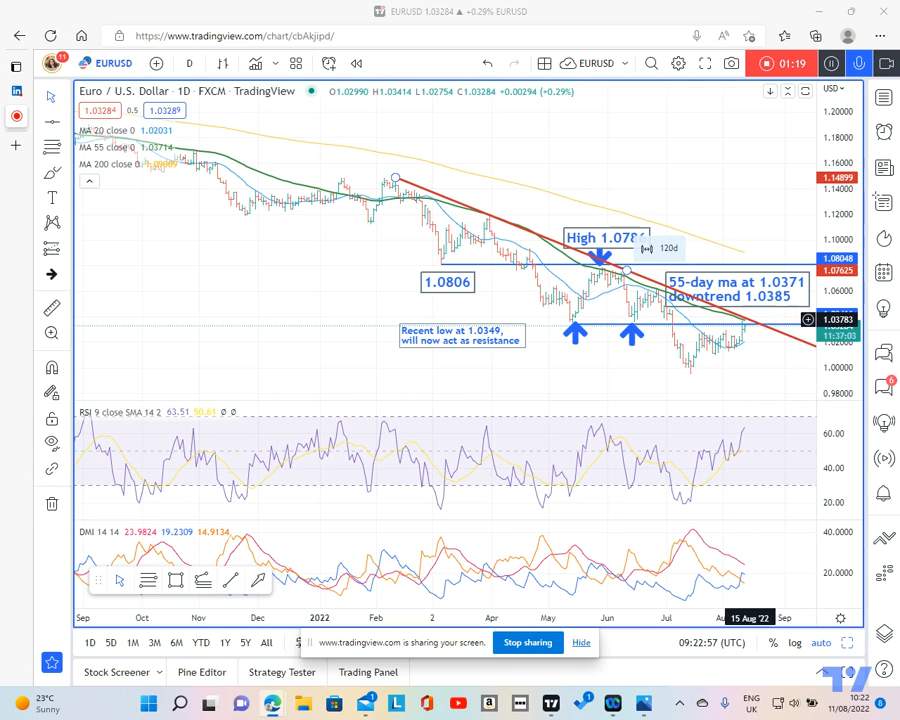 EURUSD 1.03284 ▲ +0.29% EURUSD
https://www.tradingview.com/chart/cbAkjipd/
11
EURUSD
D
EURUSD
01:19
Euro / U.S. Dollar · 1D · FXCM · TradingView
O1.02990 H1.03414 L1.02754 C1.03284 +0.00294 (+0.29%)
USD
1.03284
0.5
1.03289
MA 20 close 0 1.02031
MA 55 close 0 1.03714
MA 200 close 0
1.20000
1.18000
1.16000
1.14899
1.14000
1.12000
1.10000
1.08048
1.07625
1.06000
1.03783
11:37:03
1.02000
1.00000
0.98000
High 1.0786
120d
1.0806
55-day ma at 1.0371
downtrend 1.0385
Recent low at 1.0349,
will now act as resistance
RSI 9 close SMA 14 2 63.51 50.61 Ø Ø
60.00
40.00
20.00
DMI 14 14 23.9824 19.2309 14.9134
40.0000
20.0000
6
Sep Oct Nov Dec 2022 Feb 2 Apr May Jun Jul 15 Aug '22 Sep
1D 5D 1M 3M 6M YTD 1Y 5Y All
www.tradingview.com is sharing your screen.
Stop sharing
Hide
09:22:57 (UTC)
% log auto
Stock Screener
Pine Editor
Strategy Tester
Trading Panel
23°C
Sunny
ENG
UK
10:22
11/08/2022
8